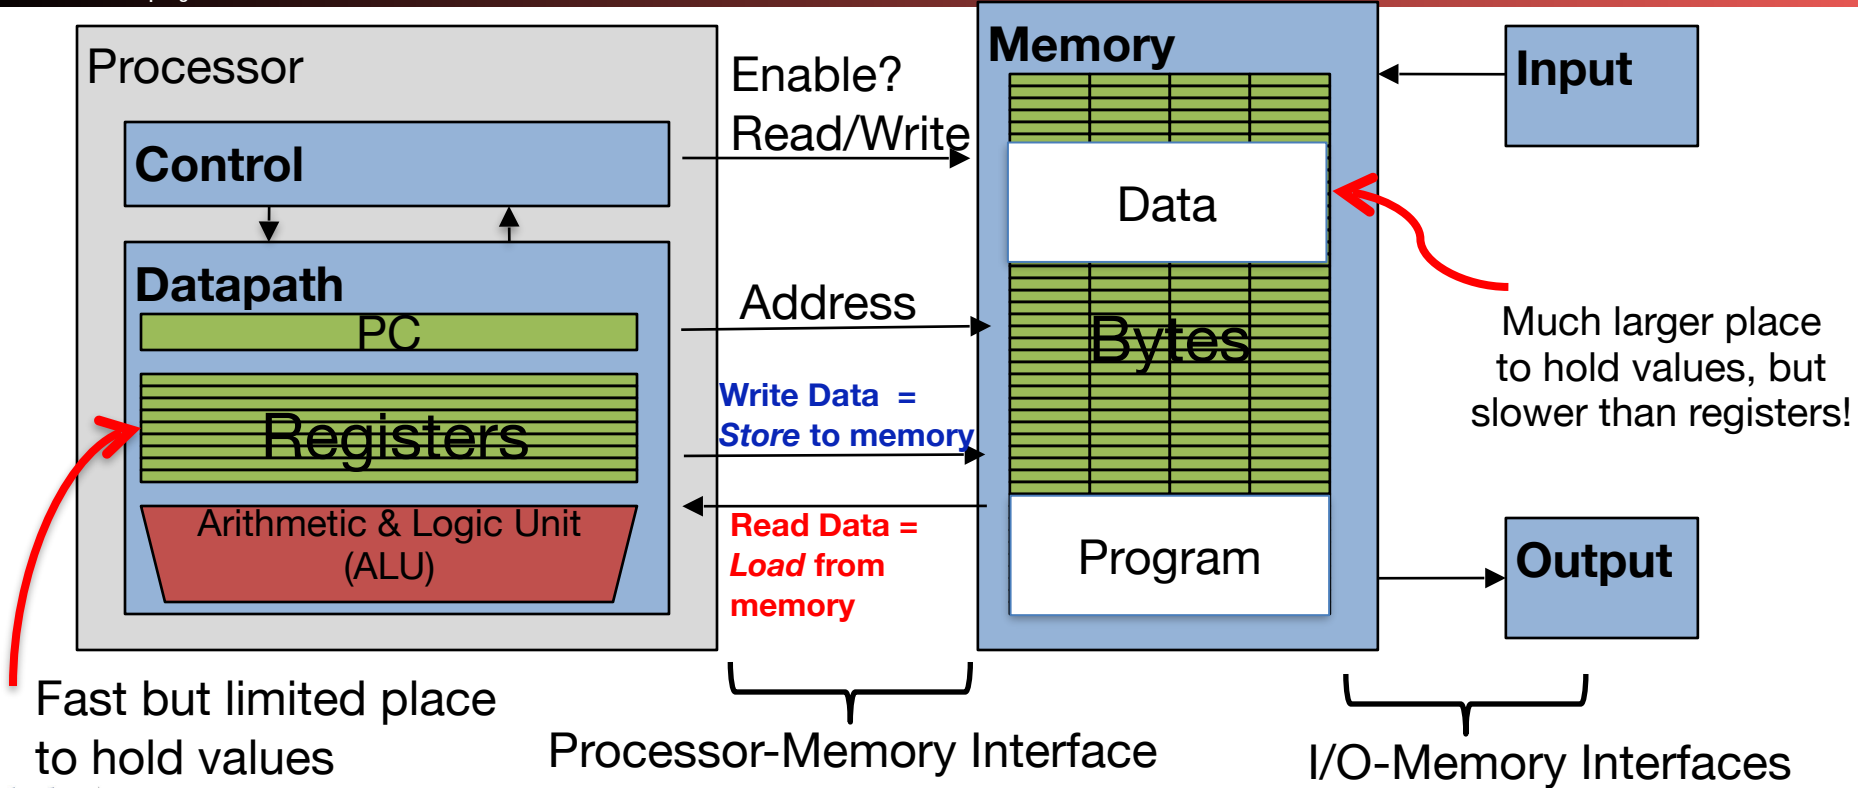 Processor
Control
Datapath
PC
Registers
Arithmetic & Logic Unit
(ALU)
Fast but limited place
to hold values
Enable?
Read/Write
Address
Write Data =
Store to memory
Read Data =
Load from
memory
Processor-Memory Interface
Memory
Data
Bytes
Program
Input
Much larger place
to hold values, but
slower than registers!
Output
I/O-Memory Interfaces